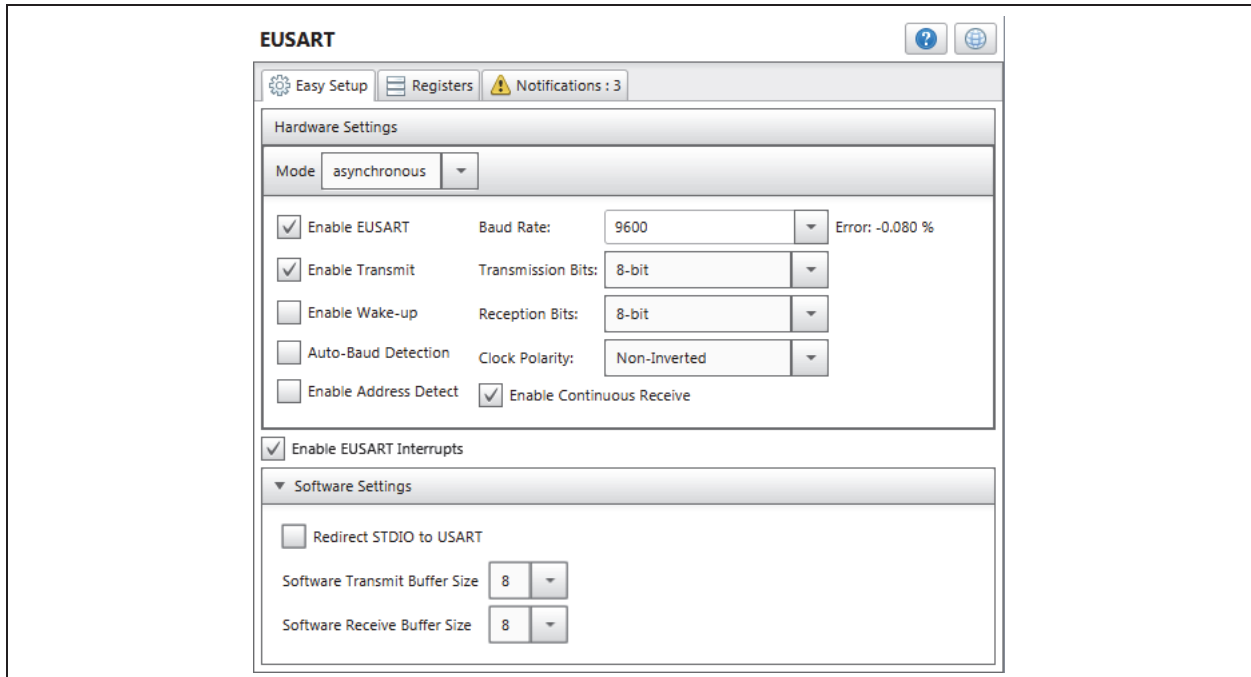 EUSART
Easy Setup Registers Notifications : 3
Hardware Settings
Mode asynchronous
Enable EUSART Baud Rate: 9600 Error: -0.080 %
Enable Transmit Transmission Bits: 8-bit
Enable Wake-up Reception Bits: 8-bit
Auto-Baud Detection Clock Polarity: Non-Inverted
Enable Address Detect Enable Continuous Receive
Enable EUSART Interrupts
Software Settings
Redirect STDIO to USART
Software Transmit Buffer Size 8
Software Receive Buffer Size 8